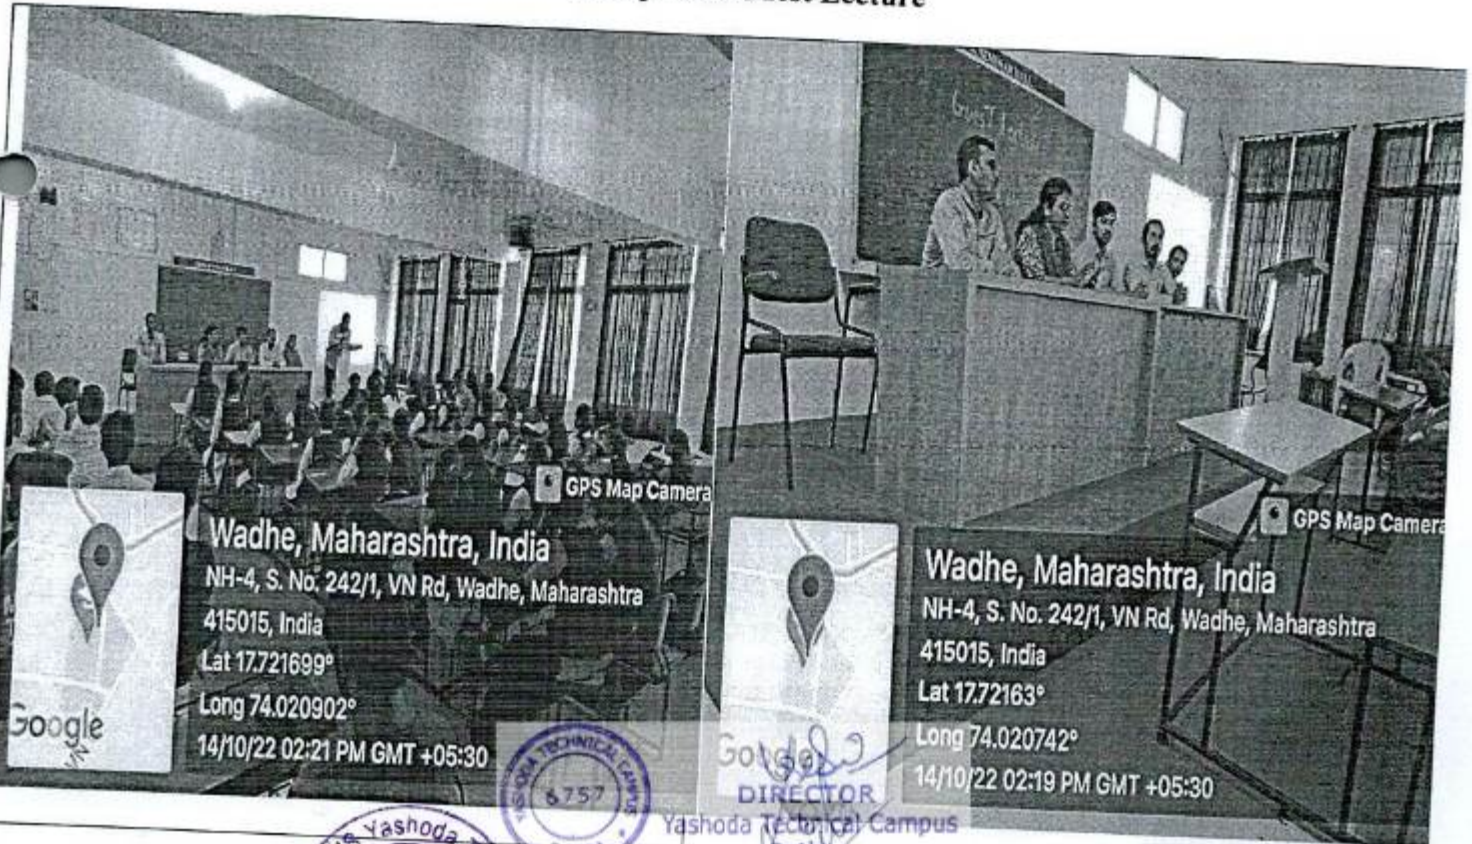 Lecture
Guest
GPS Map Camera
Wadhe, Maharashtra, India
NH-4, S. No. 242/1, VN Rd, Wadhe, Maharashtra
415015, India
Lat 17.721699°
Long 74.020902°
14/10/22 02:21 PM GMT +05:30
Google
GPS Map Camera
Wadhe, Maharashtra, India
NH-4, S. No. 242/1, VN Rd, Wadhe, Maharashtra
415015, India
Lat 17.72163°
Long 74.020742°
14/10/22 02:19 PM GMT +05:30
Google
YASHODA TECHNICAL CAMPUS
6757
DIRECTOR
Yashoda Technical Campus
Yashoda